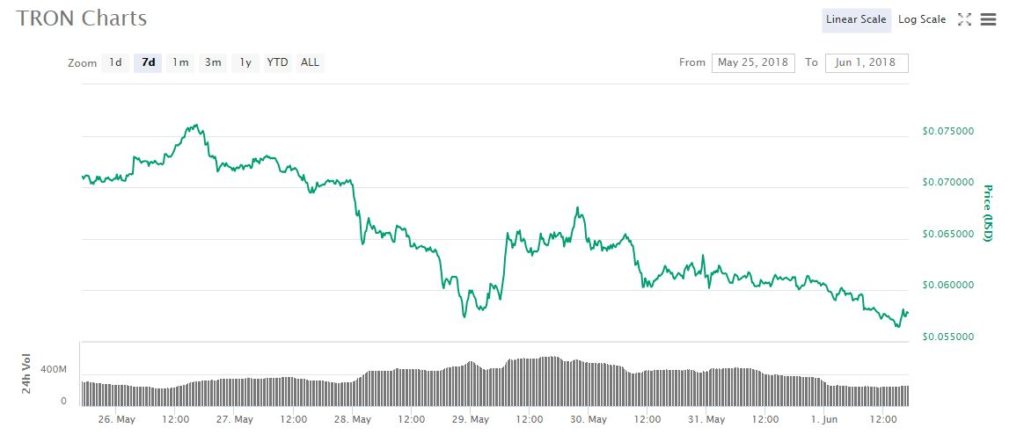 TRON Charts
Linear Scale Log Scale
Zoom 1d 7d 1m 3m 1y YTD ALL From May 25, 2018 To Jun 1, 2018
$0.075000
$0.070000
$0.065000
$0.060000
$0.055000
Price (USD)
24h Vol
400M
0
26. May 12:00 27. May 12:00 28. May 12:00 29. May 12:00 30. May 12:00 31. May 12:00 1. Jun 12:00